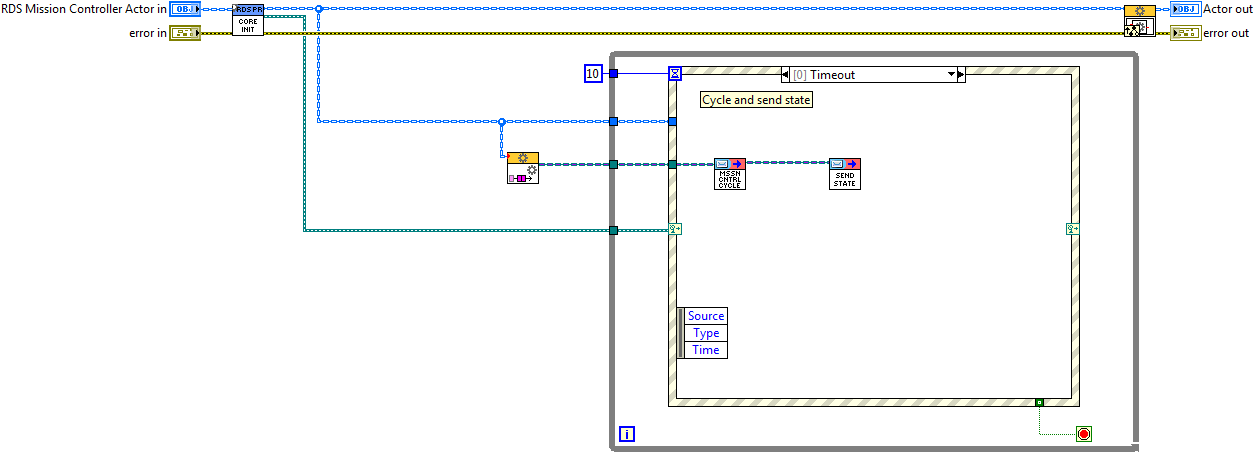 RDS Mission Controller Actor in
OBJ
RDS PR
CORE
INIT
OBJ
Actor out
error in
error out
10
[0] Timeout
Cycle and send state
MSSN
CNTRL
CYCLE
SEND
STATE
Source
Type
Time
i